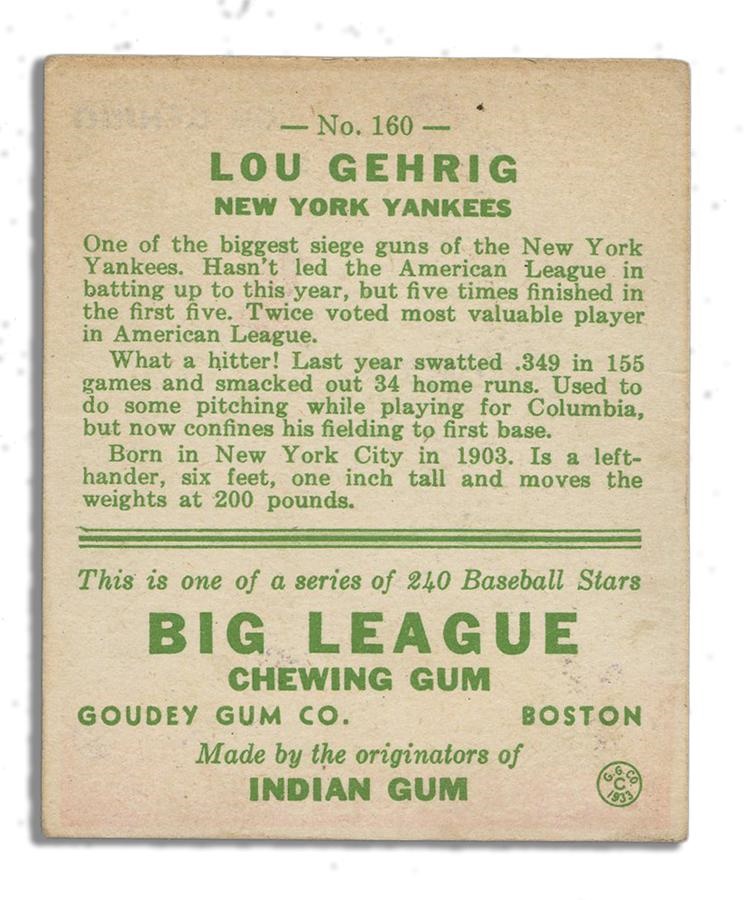 — No. 160 —
LOU GEHRIG
NEW YORK YANKEES
One of the biggest siege guns of the New York
Yankees. Hasn't led the American League in
batting up to this year, but five times finished in
the first five. Twice voted most valuable player
in American League.
What a hitter! Last year swatted .349 in 155
games and smacked out 34 home runs. Used to
do some pitching while playing for Columbia,
but now confines his fielding to first base.
Born in New York City in 1903. Is a left-
hander, six feet, one inch tall and moves the
weights at 200 pounds.
This is one of a series of 240 Baseball Stars
BIG LEAGUE
CHEWING GUM
GOUDEY GUM CO. BOSTON
Made by the originators of
INDIAN GUM
G. G. CO.
C
1933